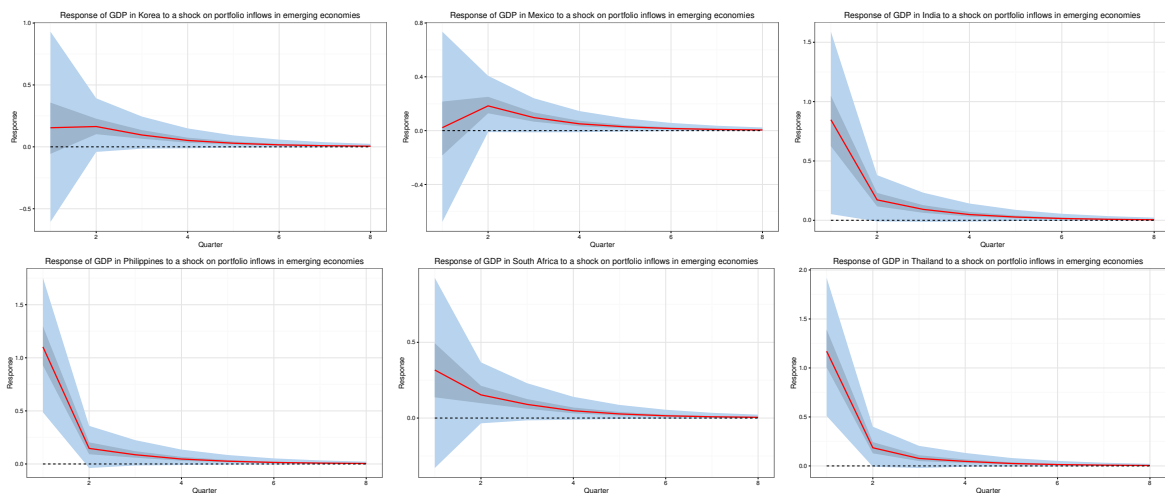 Response of GDP in Korea to a shock on portfolio inflows in emerging economies
1.0
0.5
0.0
−0.5
Response
2
4
6
8
Quarter
Response of GDP in Mexico to a shock on portfolio inflows in emerging economies
0.8
0.4
0.0
−0.4
Response
2
4
6
8
Quarter
Response of GDP in India to a shock on portfolio inflows in emerging economies
1.5
1.0
0.5
0.0
Response
2
4
6
8
Quarter
Response of GDP in Philippines to a shock on portfolio inflows in emerging economies
1.5
1.0
0.5
0.0
Response
2
4
6
8
Quarter
Response of GDP in South Africa to a shock on portfolio inflows in emerging economies
0.5
0.0
Response
2
4
6
8
Quarter
Response of GDP in Thailand to a shock on portfolio inflows in emerging economies
2.0
1.5
1.0
0.5
0.0
Response
2
4
6
8
Quarter